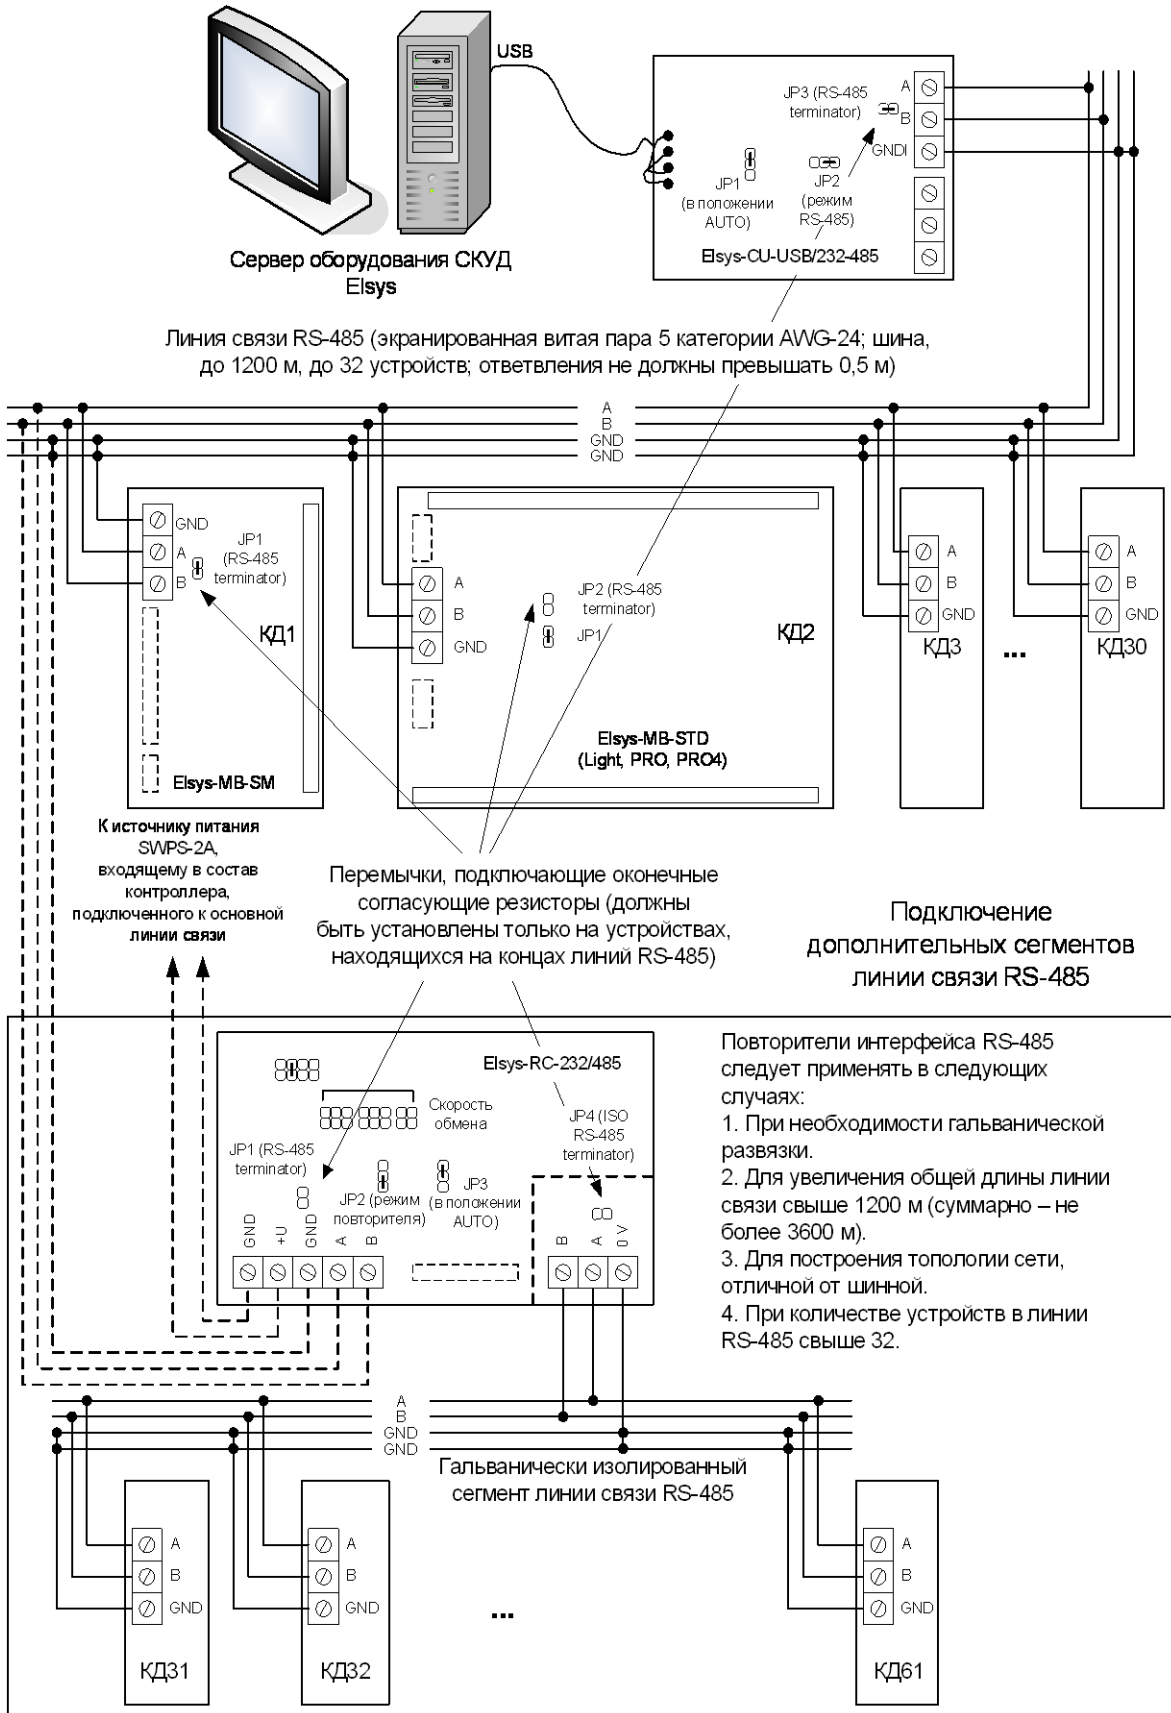 USB
Сервер оборудования СКУД
Elsys
JP3 (RS-485
terminator)
A
B
GNDI
JP1
(в положении
AUTO)
JP2
(режим
RS-485)
Elsys-CU-USB/232-485
Линия связи RS-485 (экранированная витая пара 5 категории AWG-24; шина,
до 1200 м, до 32 устройств; ответвления не должны превышать 0,5 м)
A
B
GND
GND
GND
A
B
JP1
(RS-485
terminator)
КД1
Elsys-MB-SM
A
B
GND
JP2 (RS-485
terminator)
JP1
КД2
Elsys-MB-STD
(Light, PRO, PRO4)
A
B
GND
КД3
...
A
B
GND
КД30
К источнику питания
SWPS-2A,
входящему в состав
контроллера,
подключенного к основной
линии связи
Перемычки, подключающие оконечные
согласующие резисторы (должны
быть установлены только на устройствах,
находящихся на концах линий RS-485)
Подключение
дополнительных сегментов
линии связи RS-485
Elsys-RC-232/485
Скорость
обмена
JP1 (RS-485
terminator)
JP2 (режим
повторителя)
JP3
(в положении
AUTO)
JP4 (ISO
RS-485
terminator)
GND
+U
GND
A
B
B
A
0 V
Повторители интерфейса RS-485
следует применять в следующих
случаях:
1. При необходимости гальванической
развязки.
2. Для увеличения общей длины линии
связи свыше 1200 м (суммарно – не
более 3600 м).
3. Для построения топологии сети,
отличной от шинной.
4. При количестве устройств в линии
RS-485 свыше 32.
A
B
GND
GND
Гальванически изолированный
сегмент линии связи RS-485
A
B
GND
КД31
A
B
GND
КД32
...
A
B
GND
КД61